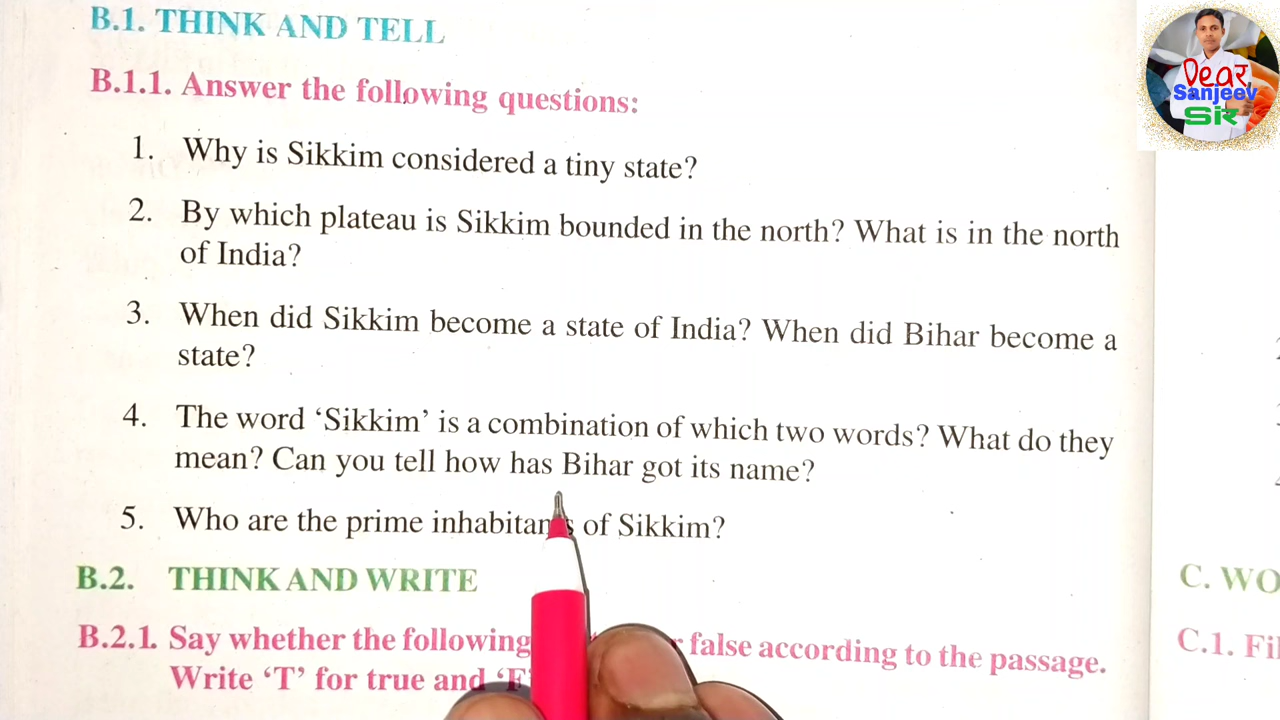 B.1. THINK AND TELL
B.1.1. Answer the following questions:
1. Why is Sikkim considered a tiny state?
2. By which plateau is Sikkim bounded in the north? What is in the north
of India?
3. When did Sikkim become a state of India? When did Bihar become a
state?
4. The word ‘Sikkim’ is a combination of which two words? What do they
mean? Can you tell how has Bihar got its name?
5. Who are the prime inhabitants of Sikkim?
B.2. THINK AND WRITE
B.2.1. Say whether the following false according to the passage.
Write ‘T’ for true and ‘F’
Dearर
Sanjeev
Sir
C. WO
C.1. Fil